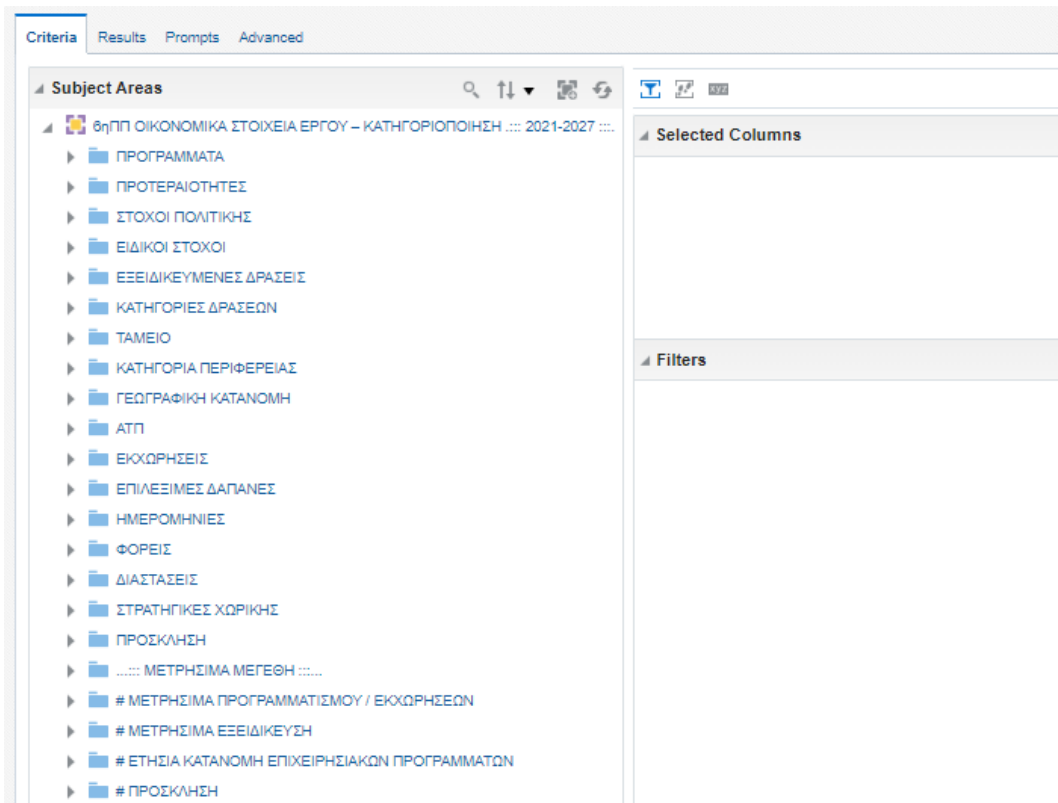 Criteria Results Prompts Advanced
Subject Areas
6ηΠΠ ΟΙΚΟΝΟΜΙΚΑ ΣΤΟΙΧΕΙΑ ΕΡΓΟΥ – ΚΑΤΗΓΟΡΙΟΠΟΙΗΣΗ .:::: 2021-2027 ::::.
ΠΡΟΓΡΑΜΜΑΤΑ
ΠΡΟΤΕΡΑΙΟΤΗΤΕΣ
ΣΤΟΧΟΙ ΠΟΛΙΤΙΚΗΣ
ΕΙΔΙΚΟΙ ΣΤΟΧΟΙ
ΕΞΕΙΔΙΚΕΥΜΕΝΕΣ ΔΡΑΣΕΙΣ
ΚΑΤΗΓΟΡΙΕΣ ΔΡΑΣΕΩΝ
ΤΑΜΕΙΟ
ΚΑΤΗΓΟΡΙΑ ΠΕΡΙΦΕΡΕΙΑΣ
ΓΕΩΓΡΑΦΙΚΗ ΚΑΤΑΝΟΜΗ
ΑΤΠ
ΕΚΧΩΡΗΣΕΙΣ
ΕΠΙΛΕΞΙΜΕΣ ΔΑΠΑΝΕΣ
ΗΜΕΡΟΜΗΝΙΕΣ
ΦΟΡΕΙΣ
ΔΙΑΣΤΑΣΕΙΣ
ΣΤΡΑΤΗΓΙΚΕΣ ΧΩΡΙΚΗΣ
ΠΡΟΣΚΛΗΣΗ
...::: ΜΕΤΡΗΣΙΜΑ ΜΕΓΕΘΗ :::...
# ΜΕΤΡΗΣΙΜΑ ΠΡΟΓΡΑΜΜΑΤΙΣΜΟΥ / ΕΚΧΩΡΗΣΕΩΝ
# ΜΕΤΡΗΣΙΜΑ ΕΞΕΙΔΙΚΕΥΣΗ
# ΕΤΗΣΙΑ ΚΑΤΑΝΟΜΗ ΕΠΙΧΕΙΡΗΣΙΑΚΩΝ ΠΡΟΓΡΑΜΜΑΤΩΝ
# ΠΡΟΣΚΛΗΣΗ
xyz
Selected Columns
Filters